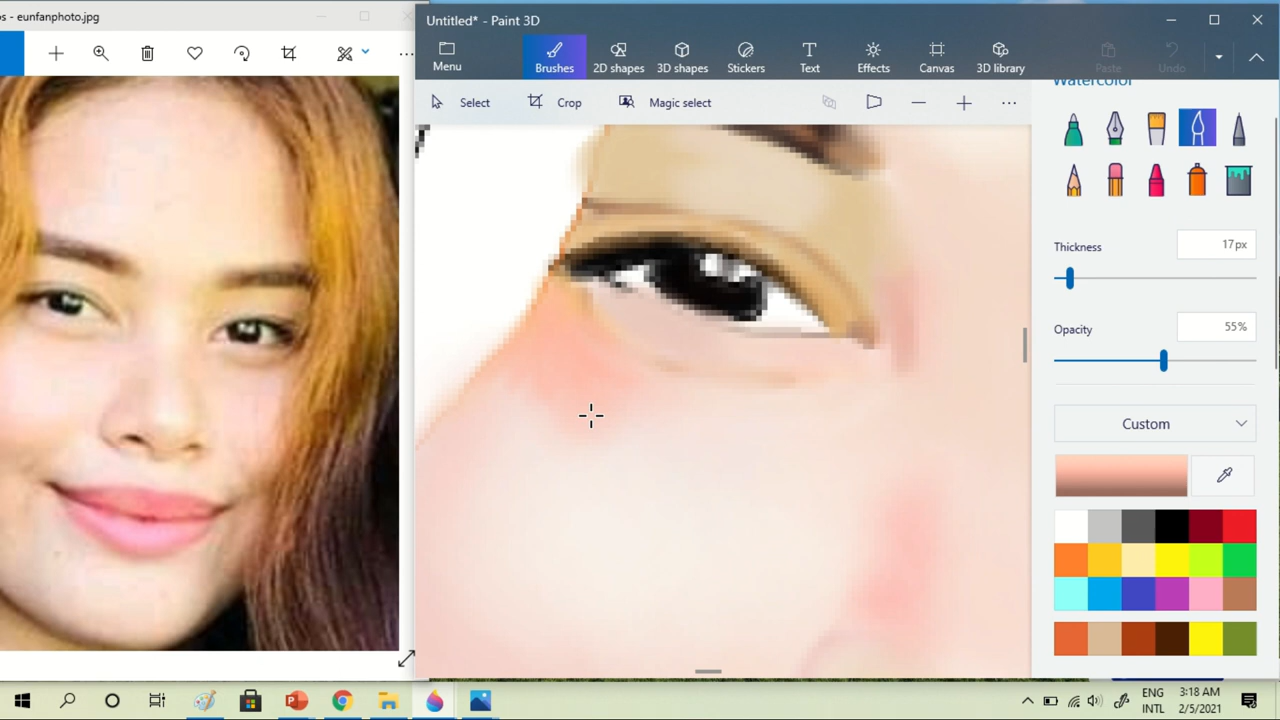 os - eunfanphoto.jpg
Untitled* - Paint 3D
Menu
Brushes
2D shapes
3D shapes
Stickers
Text
Effects
Canvas
3D library
Paste
Undo
Select
Crop
Magic select
Watercolor
Thickness
17px
Opacity
55%
Custom
ENG
INTL
3:18 AM
2/5/2021